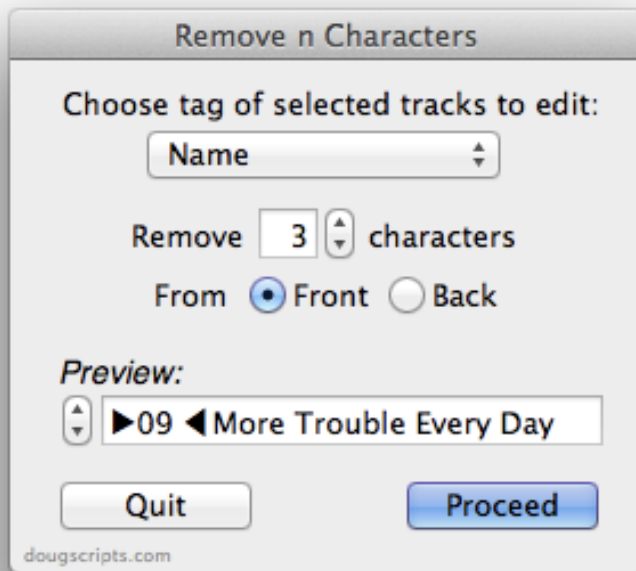 Remove n Characters
Choose tag of selected tracks to edit:
Name
Remove 3 characters
From Front Back
Preview:
▶09 ◀More Trouble Every Day
Quit Proceed
dougscripts.com